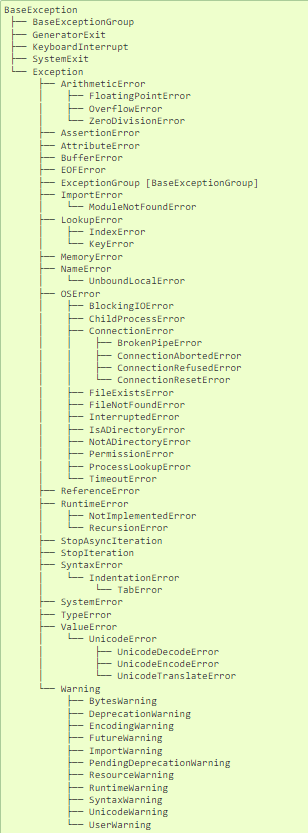 BaseException
├── BaseExceptionGroup
├── GeneratorExit
├── KeyboardInterrupt
├── SystemExit
└── Exception
    ├── ArithmeticError
    │    ├── FloatingPointError
    │    ├── OverflowError
    │    └── ZeroDivisionError
    ├── AssertionError
    ├── AttributeError
    ├── BufferError
    ├── EOFError
    ├── ExceptionGroup [BaseExceptionGroup]
    ├── ImportError
    │    └── ModuleNotFoundError
    ├── LookupError
    │    ├── IndexError
    │    └── KeyError
    ├── MemoryError
    ├── NameError
    │    └── UnboundLocalError
    ├── OSError
    │    ├── BlockingIOError
    │    ├── ChildProcessError
    │    ├── ConnectionError
    │    │    ├── BrokenPipeError
    │    │    ├── ConnectionAbortedError
    │    │    ├── ConnectionRefusedError
    │    │    └── ConnectionResetError
    │    ├── FileExistsError
    │    ├── FileNotFoundError
    │    ├── InterruptedError
    │    ├── IsADirectoryError
    │    ├── NotADirectoryError
    │    ├── PermissionError
    │    ├── ProcessLookupError
    │    └── TimeoutError
    ├── ReferenceError
    ├── RuntimeError
    │    ├── NotImplementedError
    │    └── RecursionError
    ├── StopAsyncIteration
    ├── StopIteration
    ├── SyntaxError
    │    └── IndentationError
    │         └── TabError
    ├── SystemError
    ├── TypeError
    ├── ValueError
    │    └── UnicodeError
    │         ├── UnicodeDecodeError
    │         ├── UnicodeEncodeError
    │         └── UnicodeTranslateError
    └── Warning
         ├── BytesWarning
         ├── DeprecationWarning
         ├── EncodingWarning
         ├── FutureWarning
         ├── ImportWarning
         ├── PendingDeprecationWarning
         ├── ResourceWarning
         ├── RuntimeWarning
         ├── SyntaxWarning
         ├── UnicodeWarning
         └── UserWarning